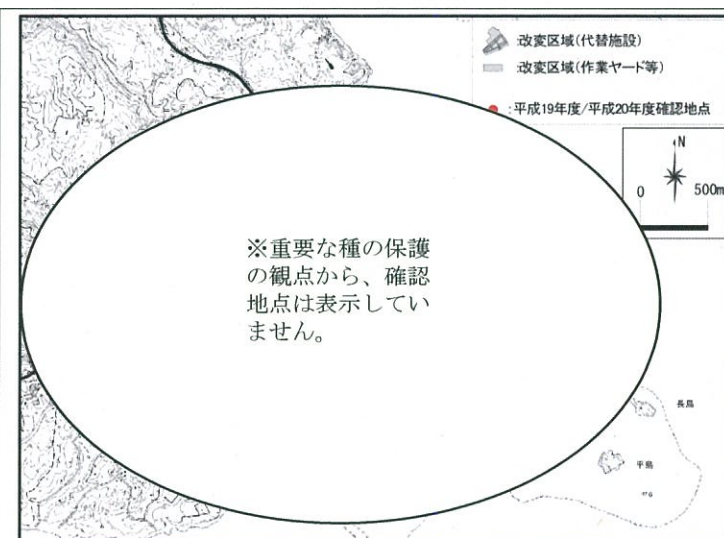 :改変区域(代替施設)
:改変区域(作業ヤード等)
:平成19年度/平成20年度確認地点
N
0 500m
※重要な種の保護
の観点から、確認
地点は表示してい
ません。
長島
平島